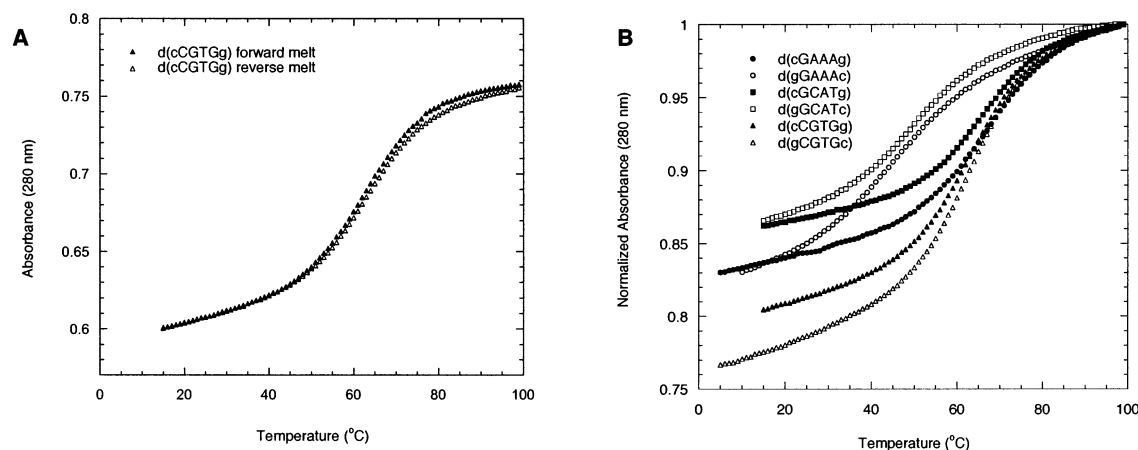 A
d(cCGTGg) forward melt
d(cCGTGg) reverse melt
Absorbance (280 nm)
0.8
0.75
0.7
0.65
0.6
0 20 40 60 80 100
Temperature (°C)
B
d(cGAAAg)
d(gGAAAc)
d(cGCATg)
d(gGCATc)
d(cCGTGg)
d(gCGTGc)
Normalized Absorbance (280 nm)
1
0.95
0.9
0.85
0.8
0.75
0 20 40 60 80 100
Temperature (°C)